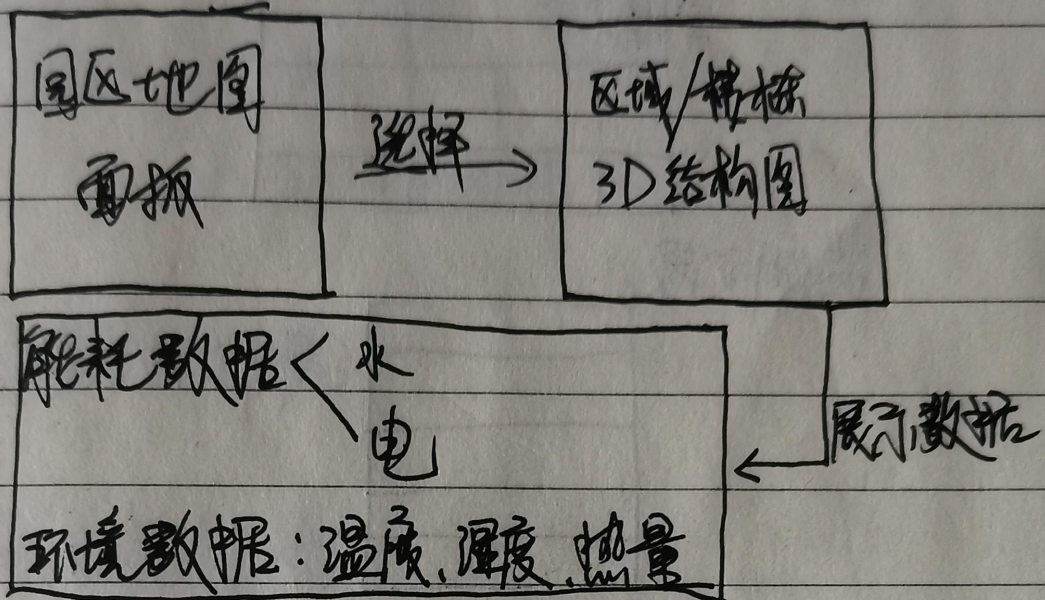 园区地图
面板
选择
区域/楼栋
3D结构图
展示数据
能耗数据
水
电
环境数据:温度、湿度、热量